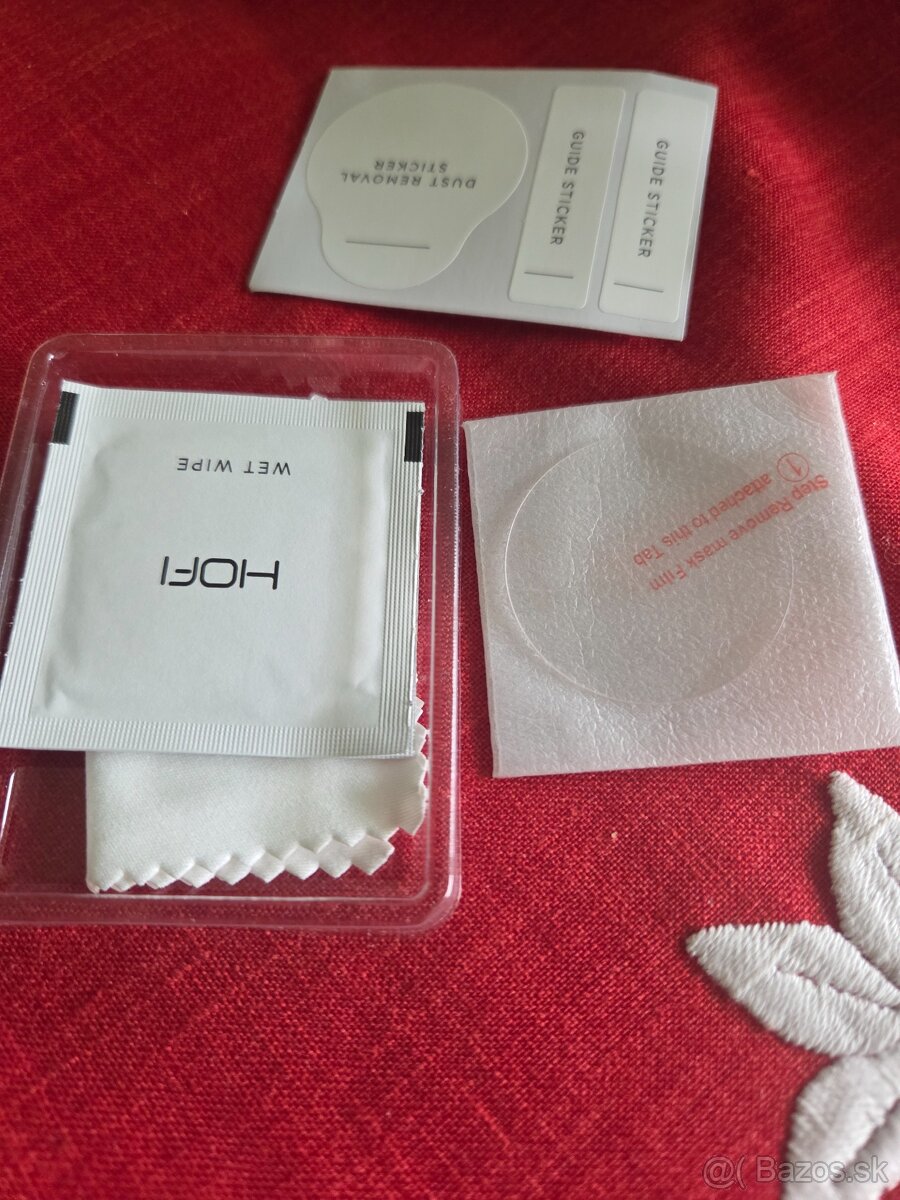 DUST REMOVAL
STICKER
GUIDE STICKER
GUIDE STICKER
WET WIPE
HOFI
Step Remove mask Film
1 attached to this Tab
@( Bazos.sk